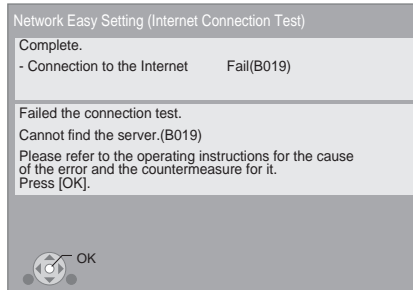 Network Easy Setting (Internet Connection Test)
Complete.
- Connection to the Internet Fail(B019)
Failed the connection test.
Cannot find the server.(B019)
Please refer to the operating instructions for the cause
of the error and the countermeasure for it.
Press [OK].
OK